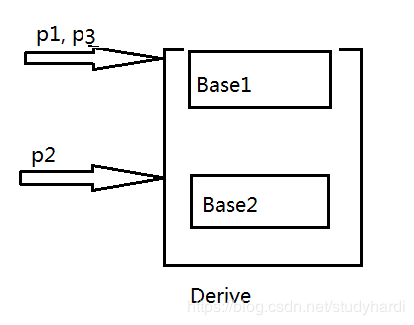 p1, p3
Base1
p2
Base2
Derive
https://blog.csdn.net/studyhardi